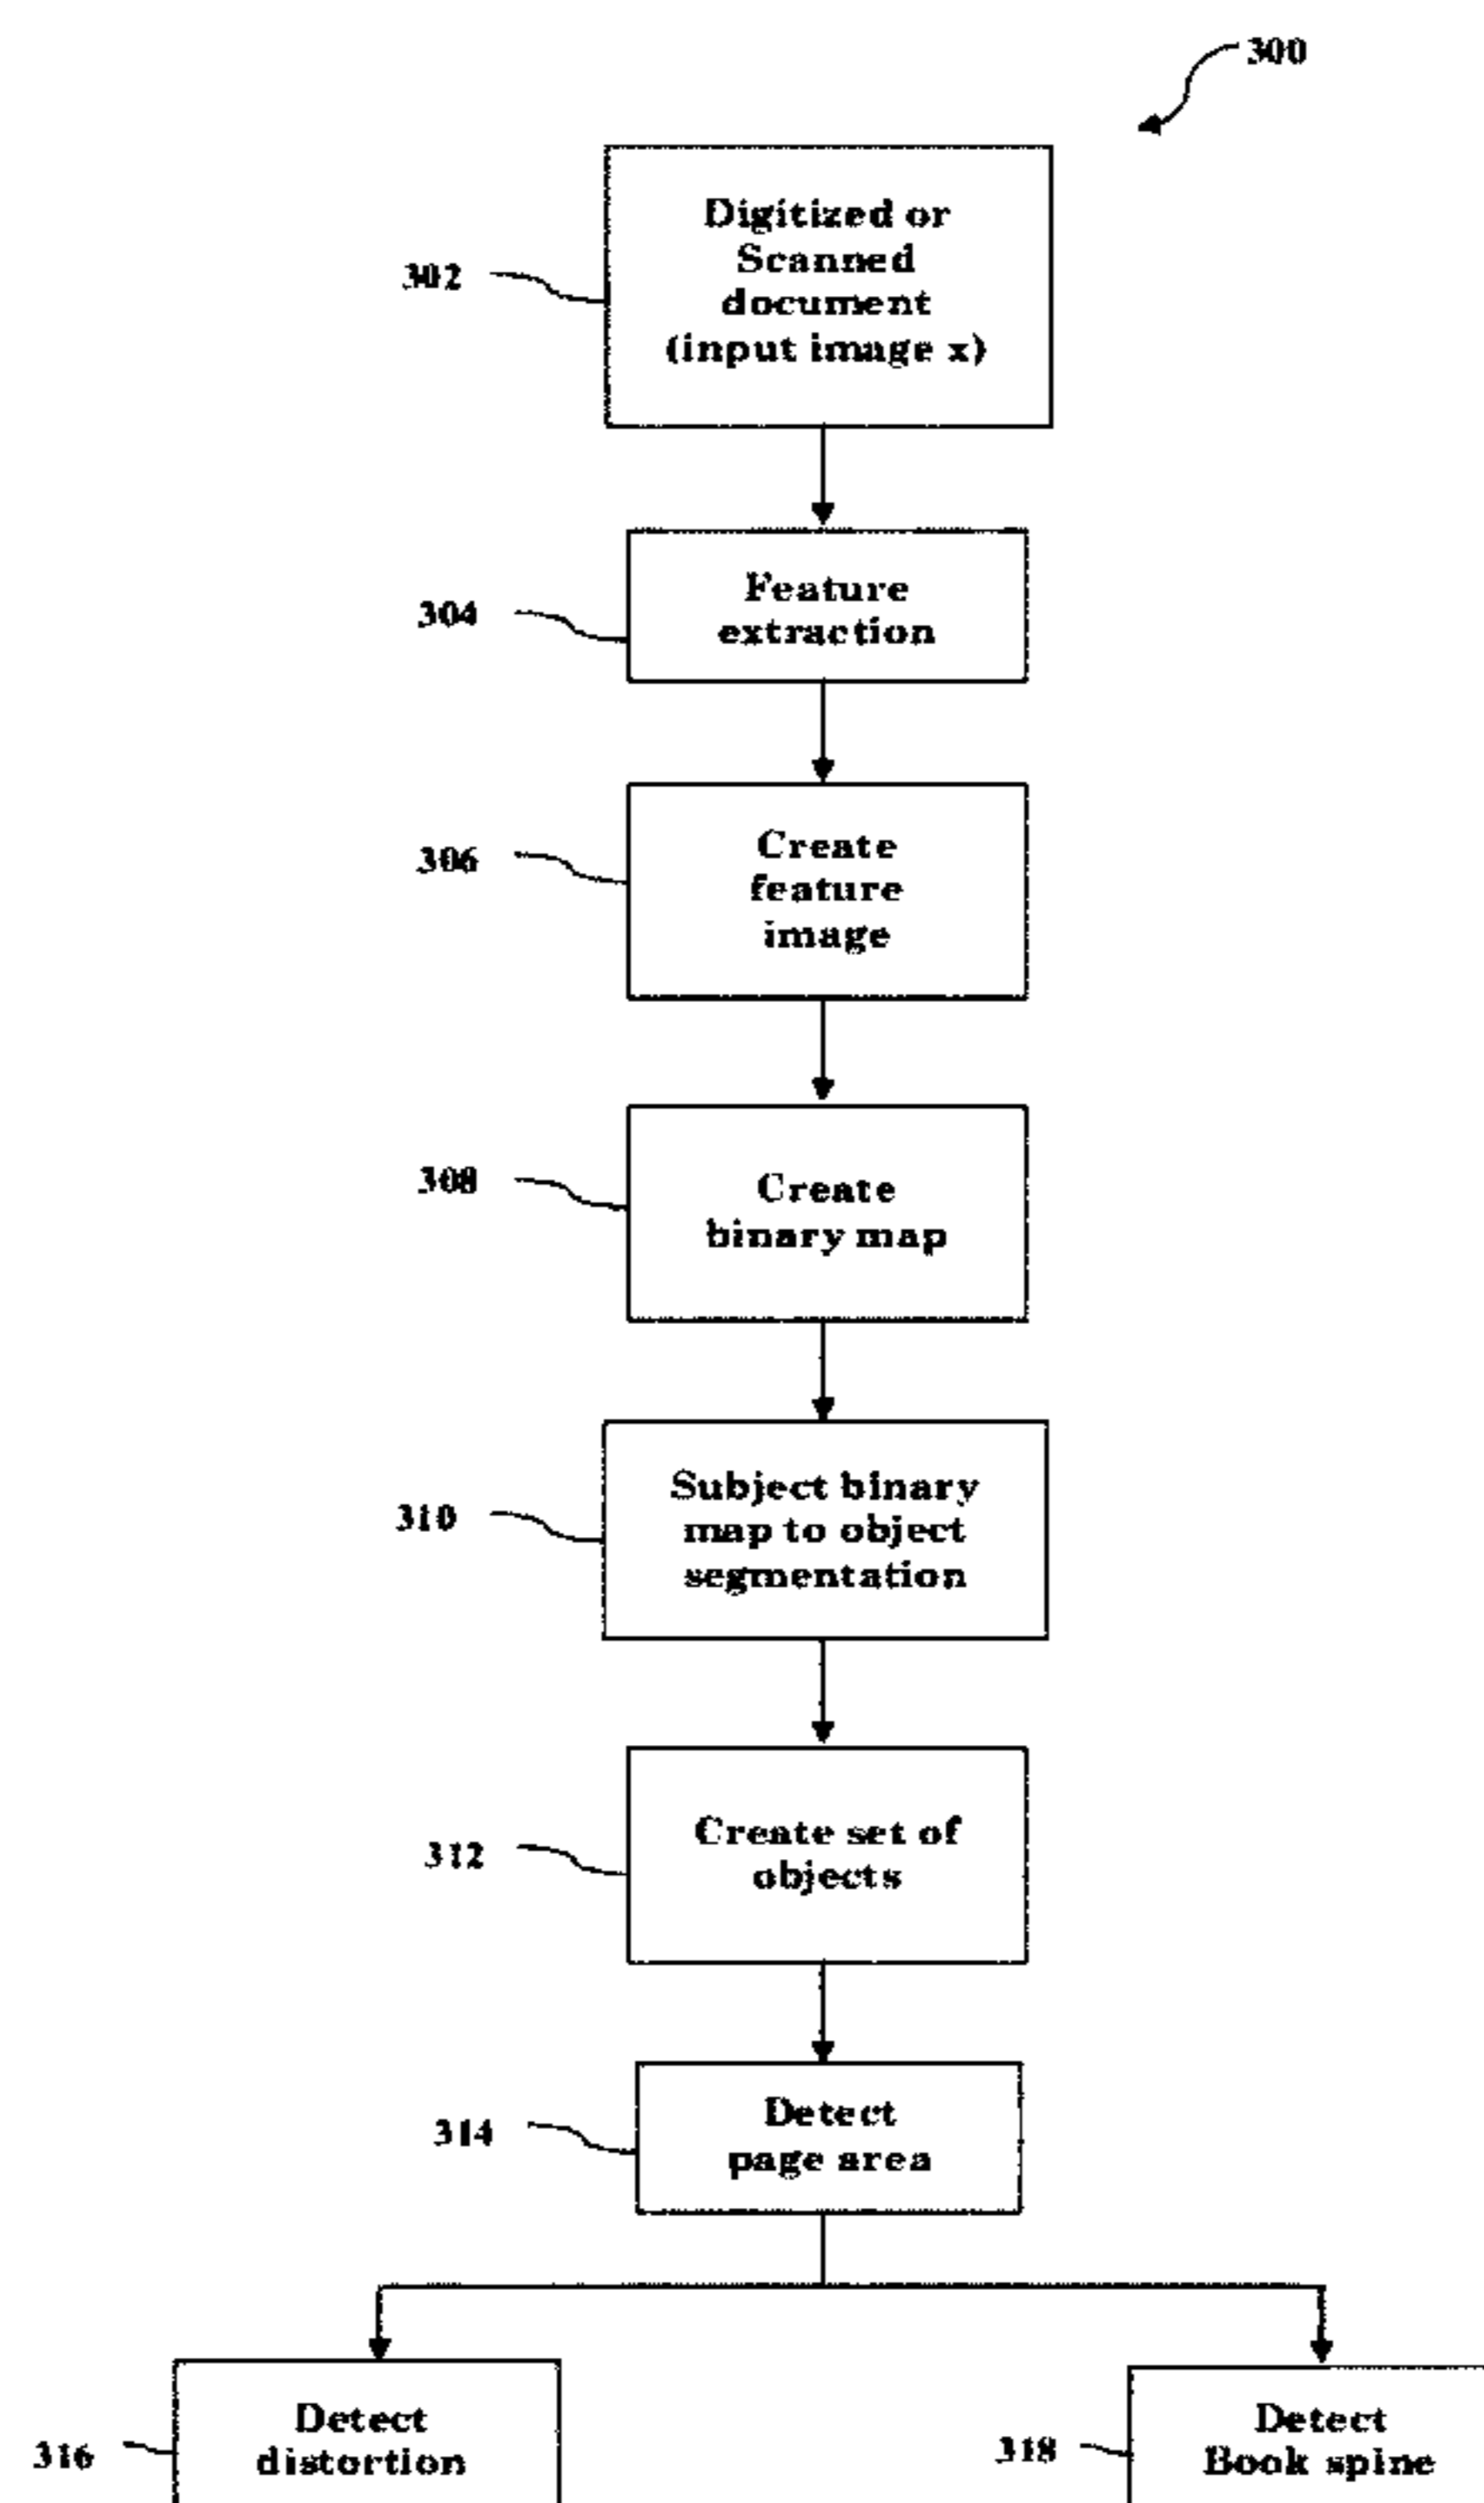 300
302
Digitized or
Scanned
document
(input image x)
304
Feature
extraction
306
Create
feature
image
308
Create
binary map
310
Subject binary
map to object
segmentation
312
Create set of
objects
314
Detect
page area
316
Detect
distortion
318
Detect
Book spine